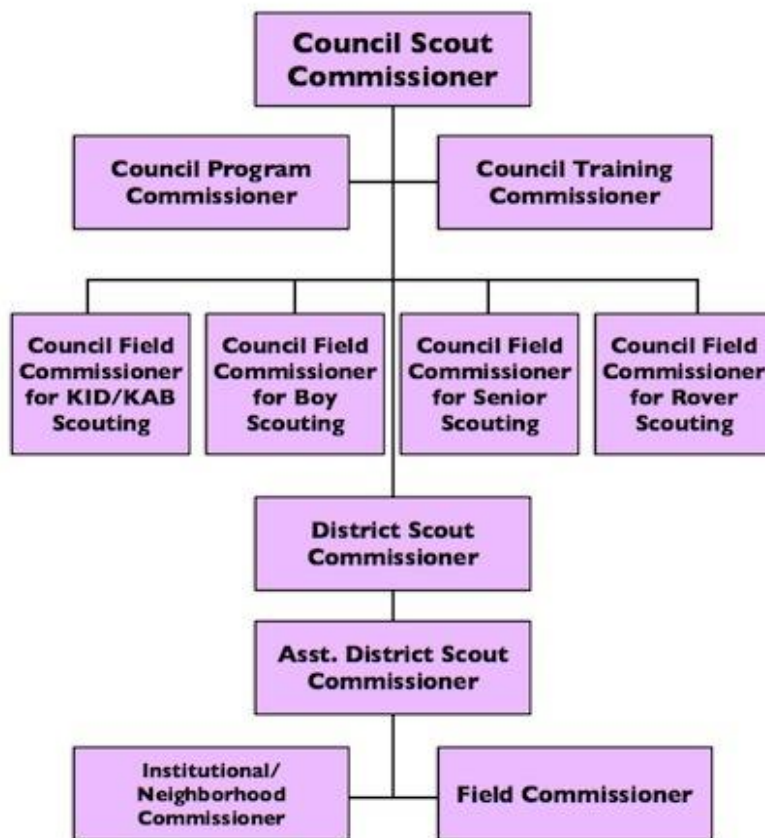 Council Scout
Commissioner
Council Program
Commissioner
Council Training
Commissioner
Council Field
Commissioner
for KID/KAB
Scouting
Council Field
Commissioner
for Boy
Scouting
Council Field
Commissioner
for Senior
Scouting
Council Field
Commissioner
for Rover
Scouting
District Scout
Commissioner
Asst. District Scout
Commissioner
Institutional/
Neighborhood
Commissioner
Field Commissioner